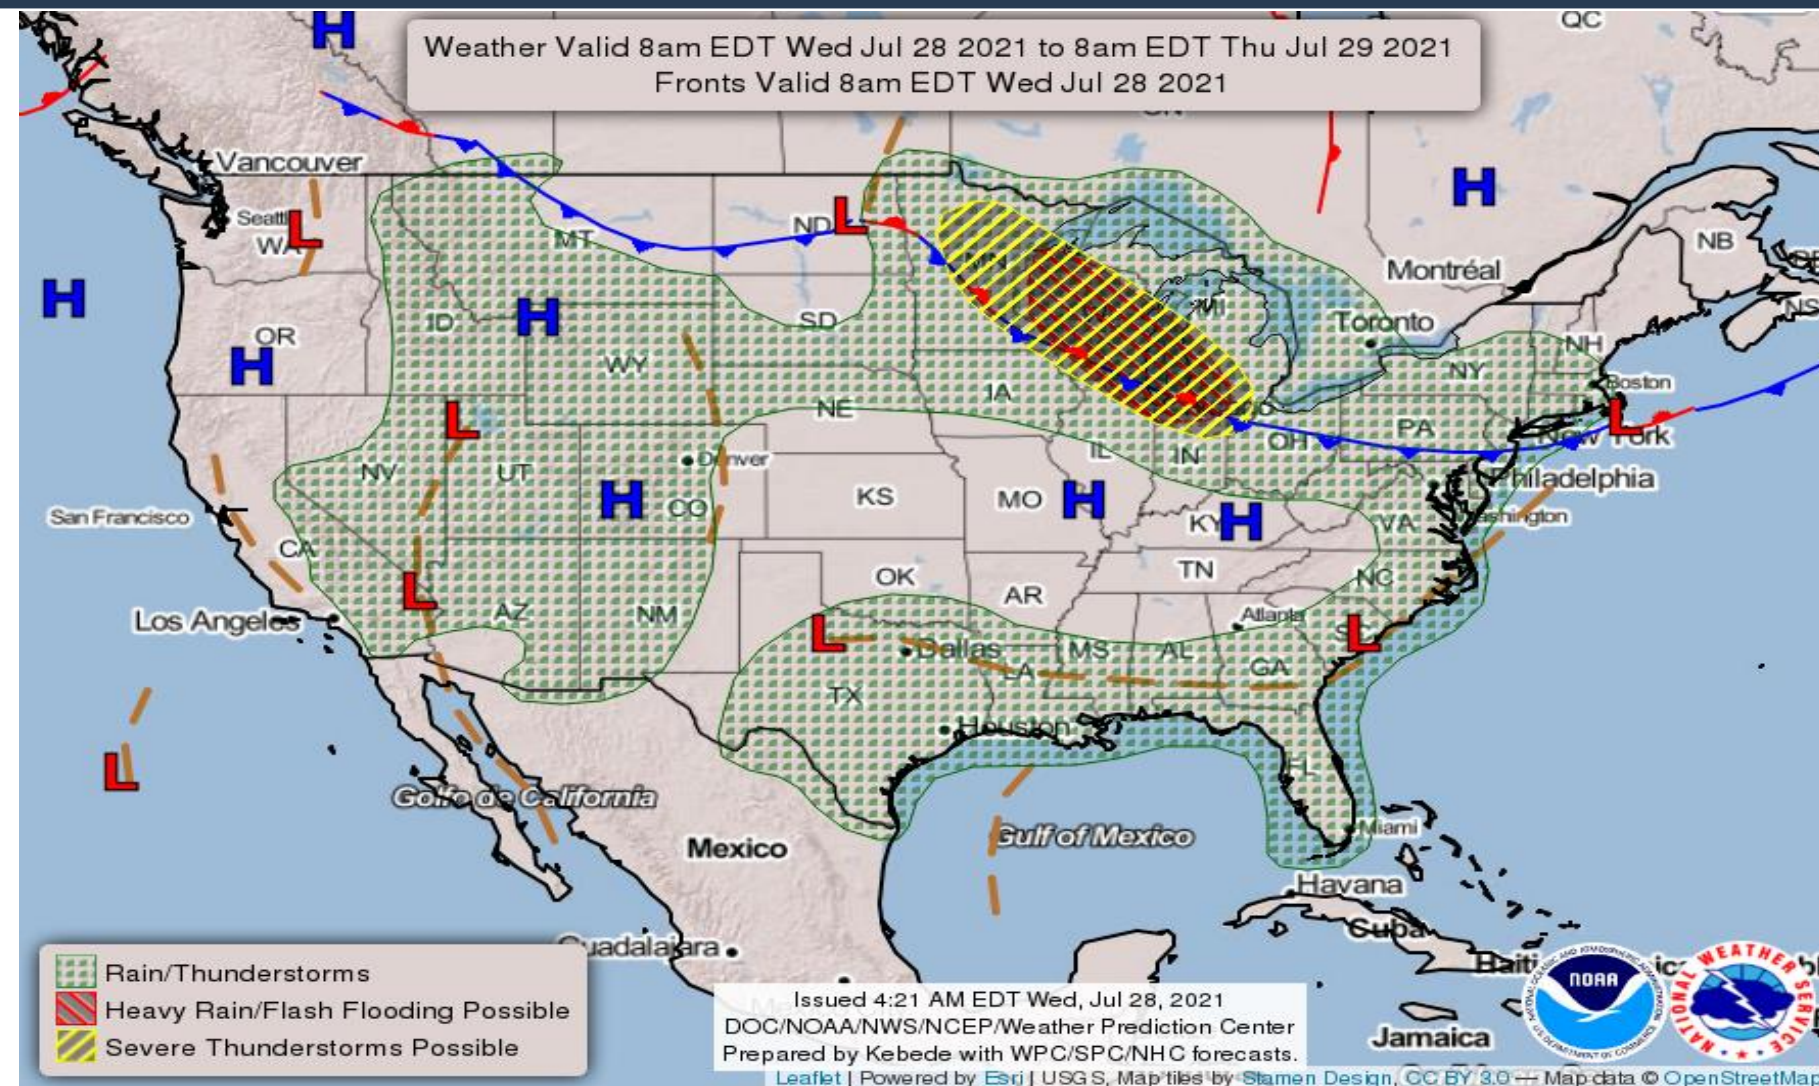 Weather Valid 8am EDT Wed Jul 28 2021 to 8am EDT Thu Jul 29 2021
Fronts Valid 8am EDT Wed Jul 28 2021
QC
H
Vancouver
H
Seattl
L
WA
MT
ND
L
MN
NB
Montréal
H
OR
ID
H
SD
MI
Toronto
NH
H
WY
NY
Boston
L
NE
IA
PA
L
New York
OH
IL
IN
Denver
NV
UT
Philadelphia
H
CO
KS
MO
H
San Francisco
KY
H
VA
CA
TN
NC
OK
AR
L
AZ
NM
Atlanta
Los Angeles
L
SC
L
Dallas
MS
AL
GA
LA
TX
Houston
L
FL
Golfo de California
Gulf of Mexico
Miami
Mexico
Havana
Cuba
Guadalajara
Haiti
Rain/Thunderstorms
Heavy Rain/Flash Flooding Possible
Severe Thunderstorms Possible
Issued 4:21 AM EDT Wed, Jul 28, 2021
DOC/NOAA/NWS/NCEP/Weather Prediction Center
Prepared by Kebede with WPC/SPC/NHC forecasts.
Jamaica
NOAA
NATIONAL WEATHER SERVICE
Leaflet | Powered by Esri | USGS, Map tiles by Stamen Design, CC BY 3.0 — Map data © OpenStreetMap